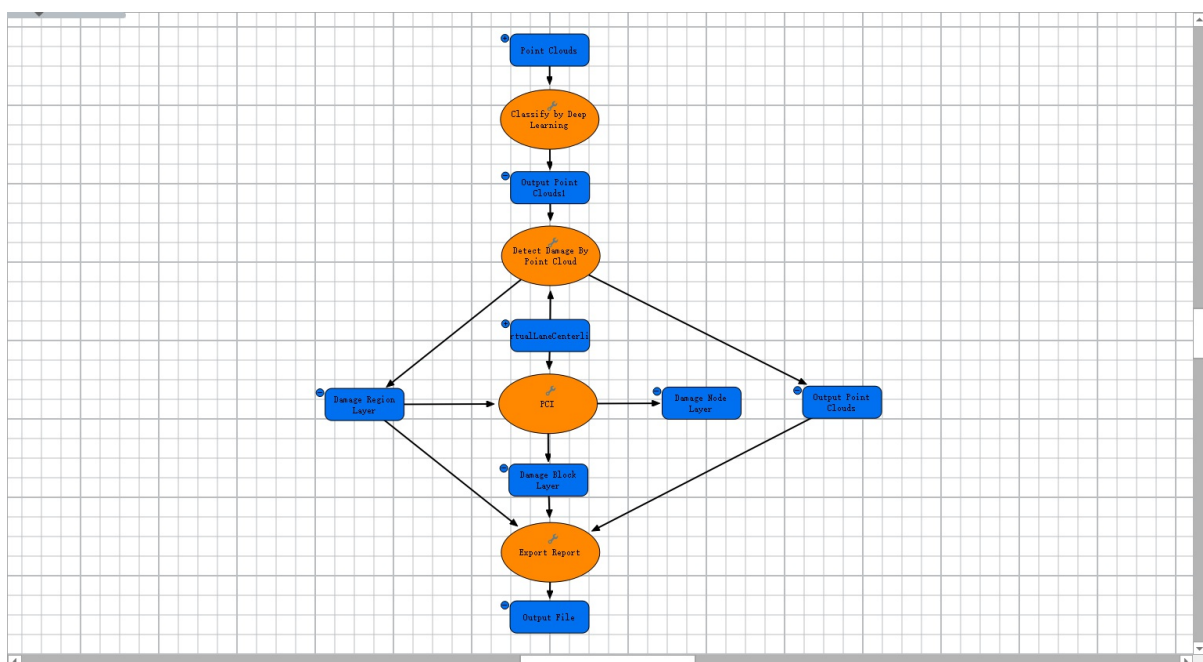 Point Clouds
Classify by Deep
Learning
Output Point
Clouds1
Detect Damage By
Point Cloud
rtualLaneCenterli
Damage Region
Layer
PCI
Damage Node
Layer
Output Point
Clouds
Damage Block
Layer
Export Report
Output File